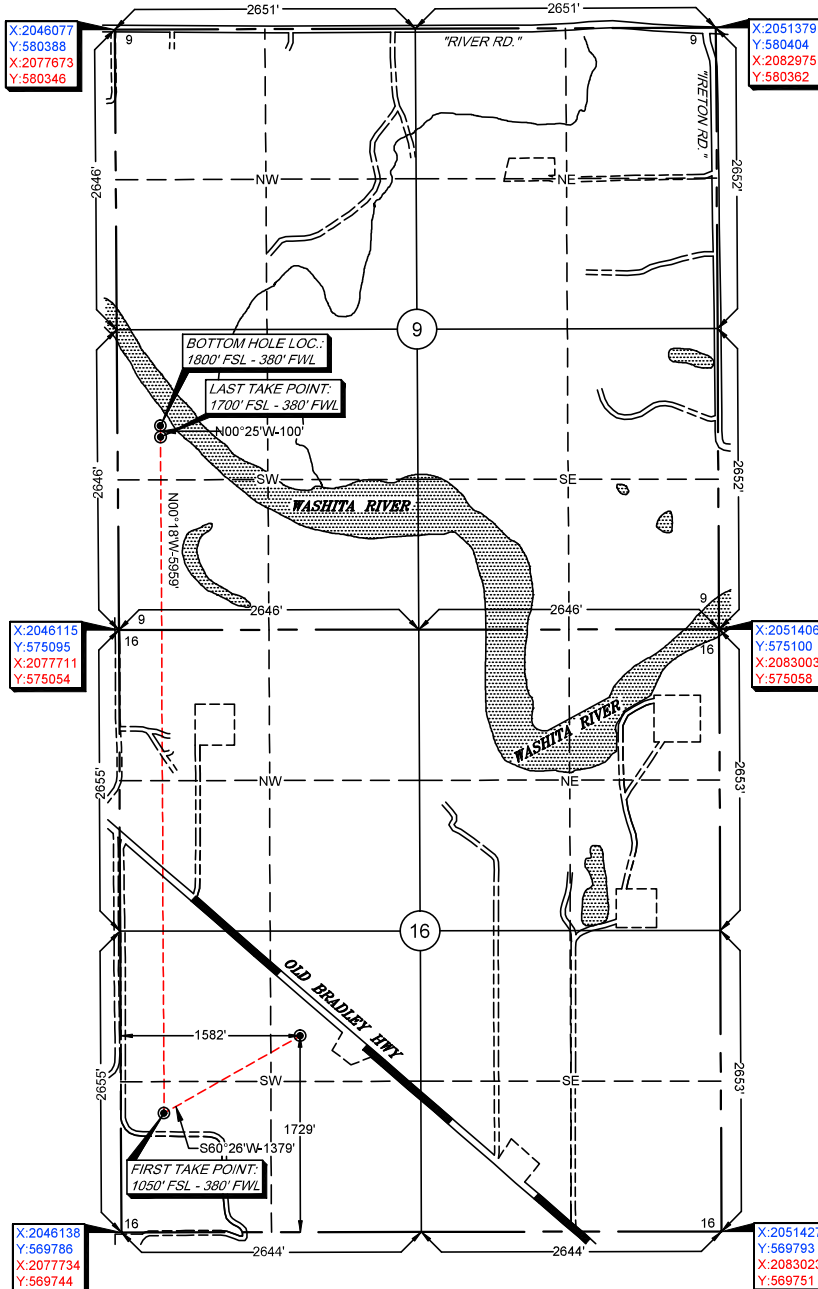 2651'
2651'
X:2046077
Y:580388
X:2077673
Y:580346
X:2051379
Y:580404
X:2082975
Y:580362
9
"RIVER RD."
9
"IRETON RD."
2646'
NW
NE
2652'
9
BOTTOM HOLE LOC.:
1800' FSL - 380' FWL
LAST TAKE POINT:
1700' FSL - 380' FWL
N00°25'W-100'
2646'
SW
SE
2652'
WASHITA RIVER
N00°18'W-5959'
9
2646'
2646'
9
16
16
X:2046115
Y:575095
X:2077711
Y:575054
X:2051406
Y:575100
X:2083003
Y:575058
WASHITA RIVER
2655'
NW
NE
2653'
16
OLD BRADLEY HWY
1582'
2655'
SW
SE
2653'
1729'
S60°26'W-1379'
FIRST TAKE POINT:
1050' FSL - 380' FWL
16
16
2644'
2644'
X:2046138
Y:569786
X:2077734
Y:569744
X:2051427
Y:569793
X:2083023
Y:569751